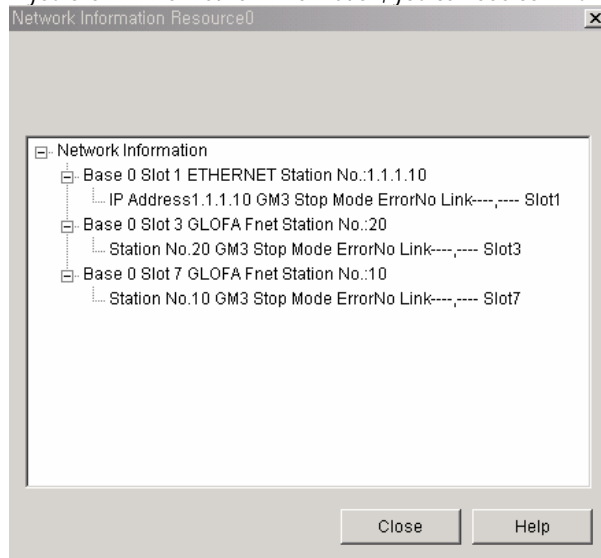 Network Information Resource0
Network Information
Base 0 Slot 1 ETHERNET Station No.:1.1.1.10
IP Address1.1.1.10 GM3 Stop Mode ErrorNo Link----,---- Slot1
Base 0 Slot 3 GLOFA Fnet Station No.:20
Station No.20 GM3 Stop Mode ErrorNo Link----,---- Slot3
Base 0 Slot 7 GLOFA Fnet Station No.:10
Station No.10 GM3 Stop Mode ErrorNo Link----,---- Slot7
Close
Help